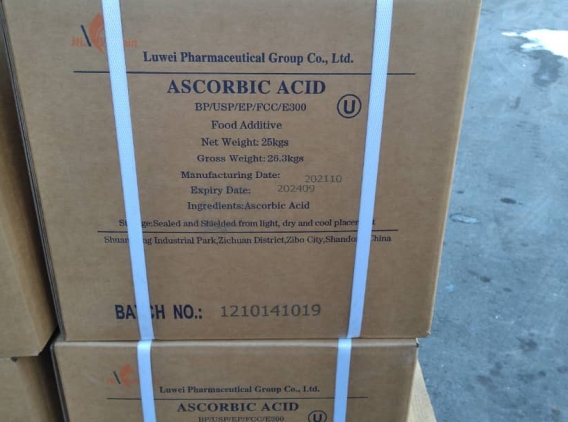 Luwei Pharmaceutical Group Co., Ltd.
ASCORBIC ACID
BP/USP/EP/FCC/E300
U
Food Additive
Net Weight: 25kgs
Gross Weight: 26.3kgs
Manufacturing Date: 202110
Expiry Date: 202409
Ingredients:Ascorbic Acid
Sealed and Shielded from light, dry and cool
Industrial Park,Zichuan District,Zibo City, China
NO.: 1210141019
Luwei Pharmaceutical Group Co., Ltd.
ASCORBIC ACID
BP/USP/EP/FCC/E300
U